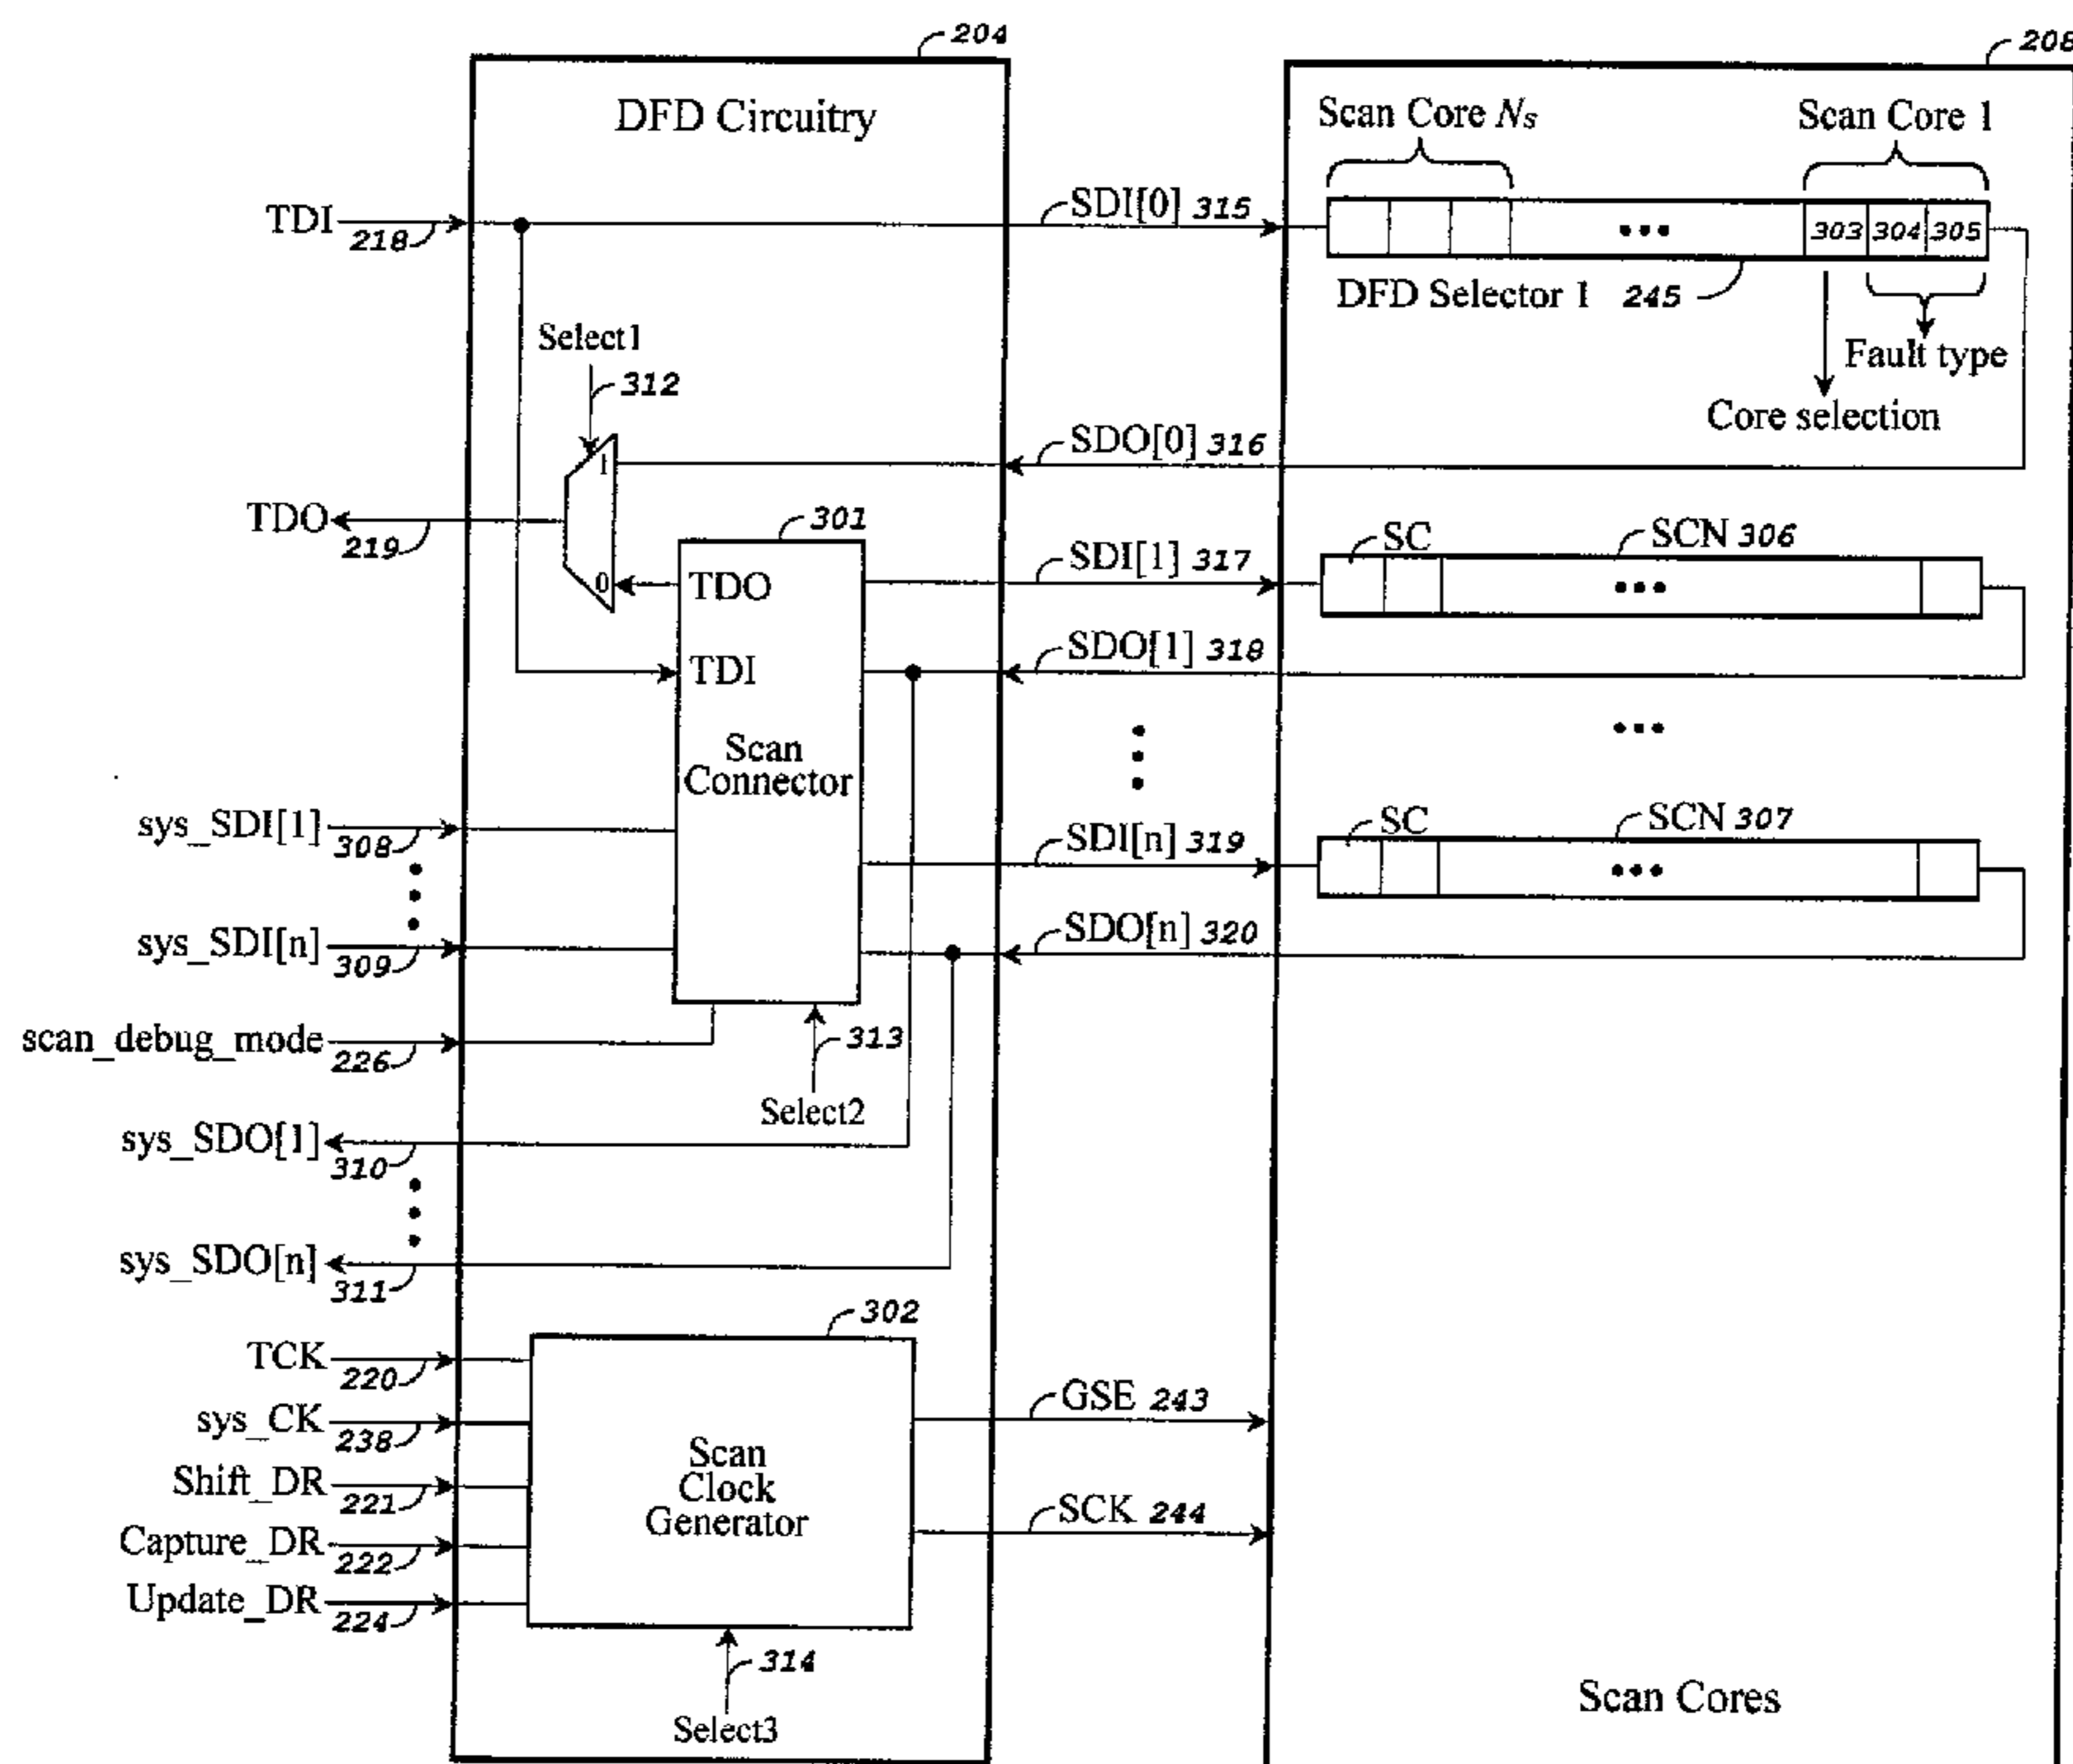 204
208
DFD Circuitry
Scan Core Ns
Scan Core 1
TDI
218
SDI[0] 315
303 304 305
DFD Selector 1 245
Fault type
Core selection
Select1
312
SDO[0] 316
1
TDO
219
301
SDI[1] 317
SC
SCN 306
0
TDO
SDO[1] 318
TDI
Scan
Connector
sys_SDI[1]
308
SDI[n] 319
SC
SCN 307
sys_SDI[n]
309
SDO[n] 320
scan_debug_mode
226
313
Select2
sys_SDO[1]
310
sys_SDO[n]
311
302
TCK
220
sys_CK
238
GSE 243
Shift_DR
221
Scan
Clock
Generator
SCK 244
Capture_DR
222
Update_DR
224
314
Select3
Scan Cores